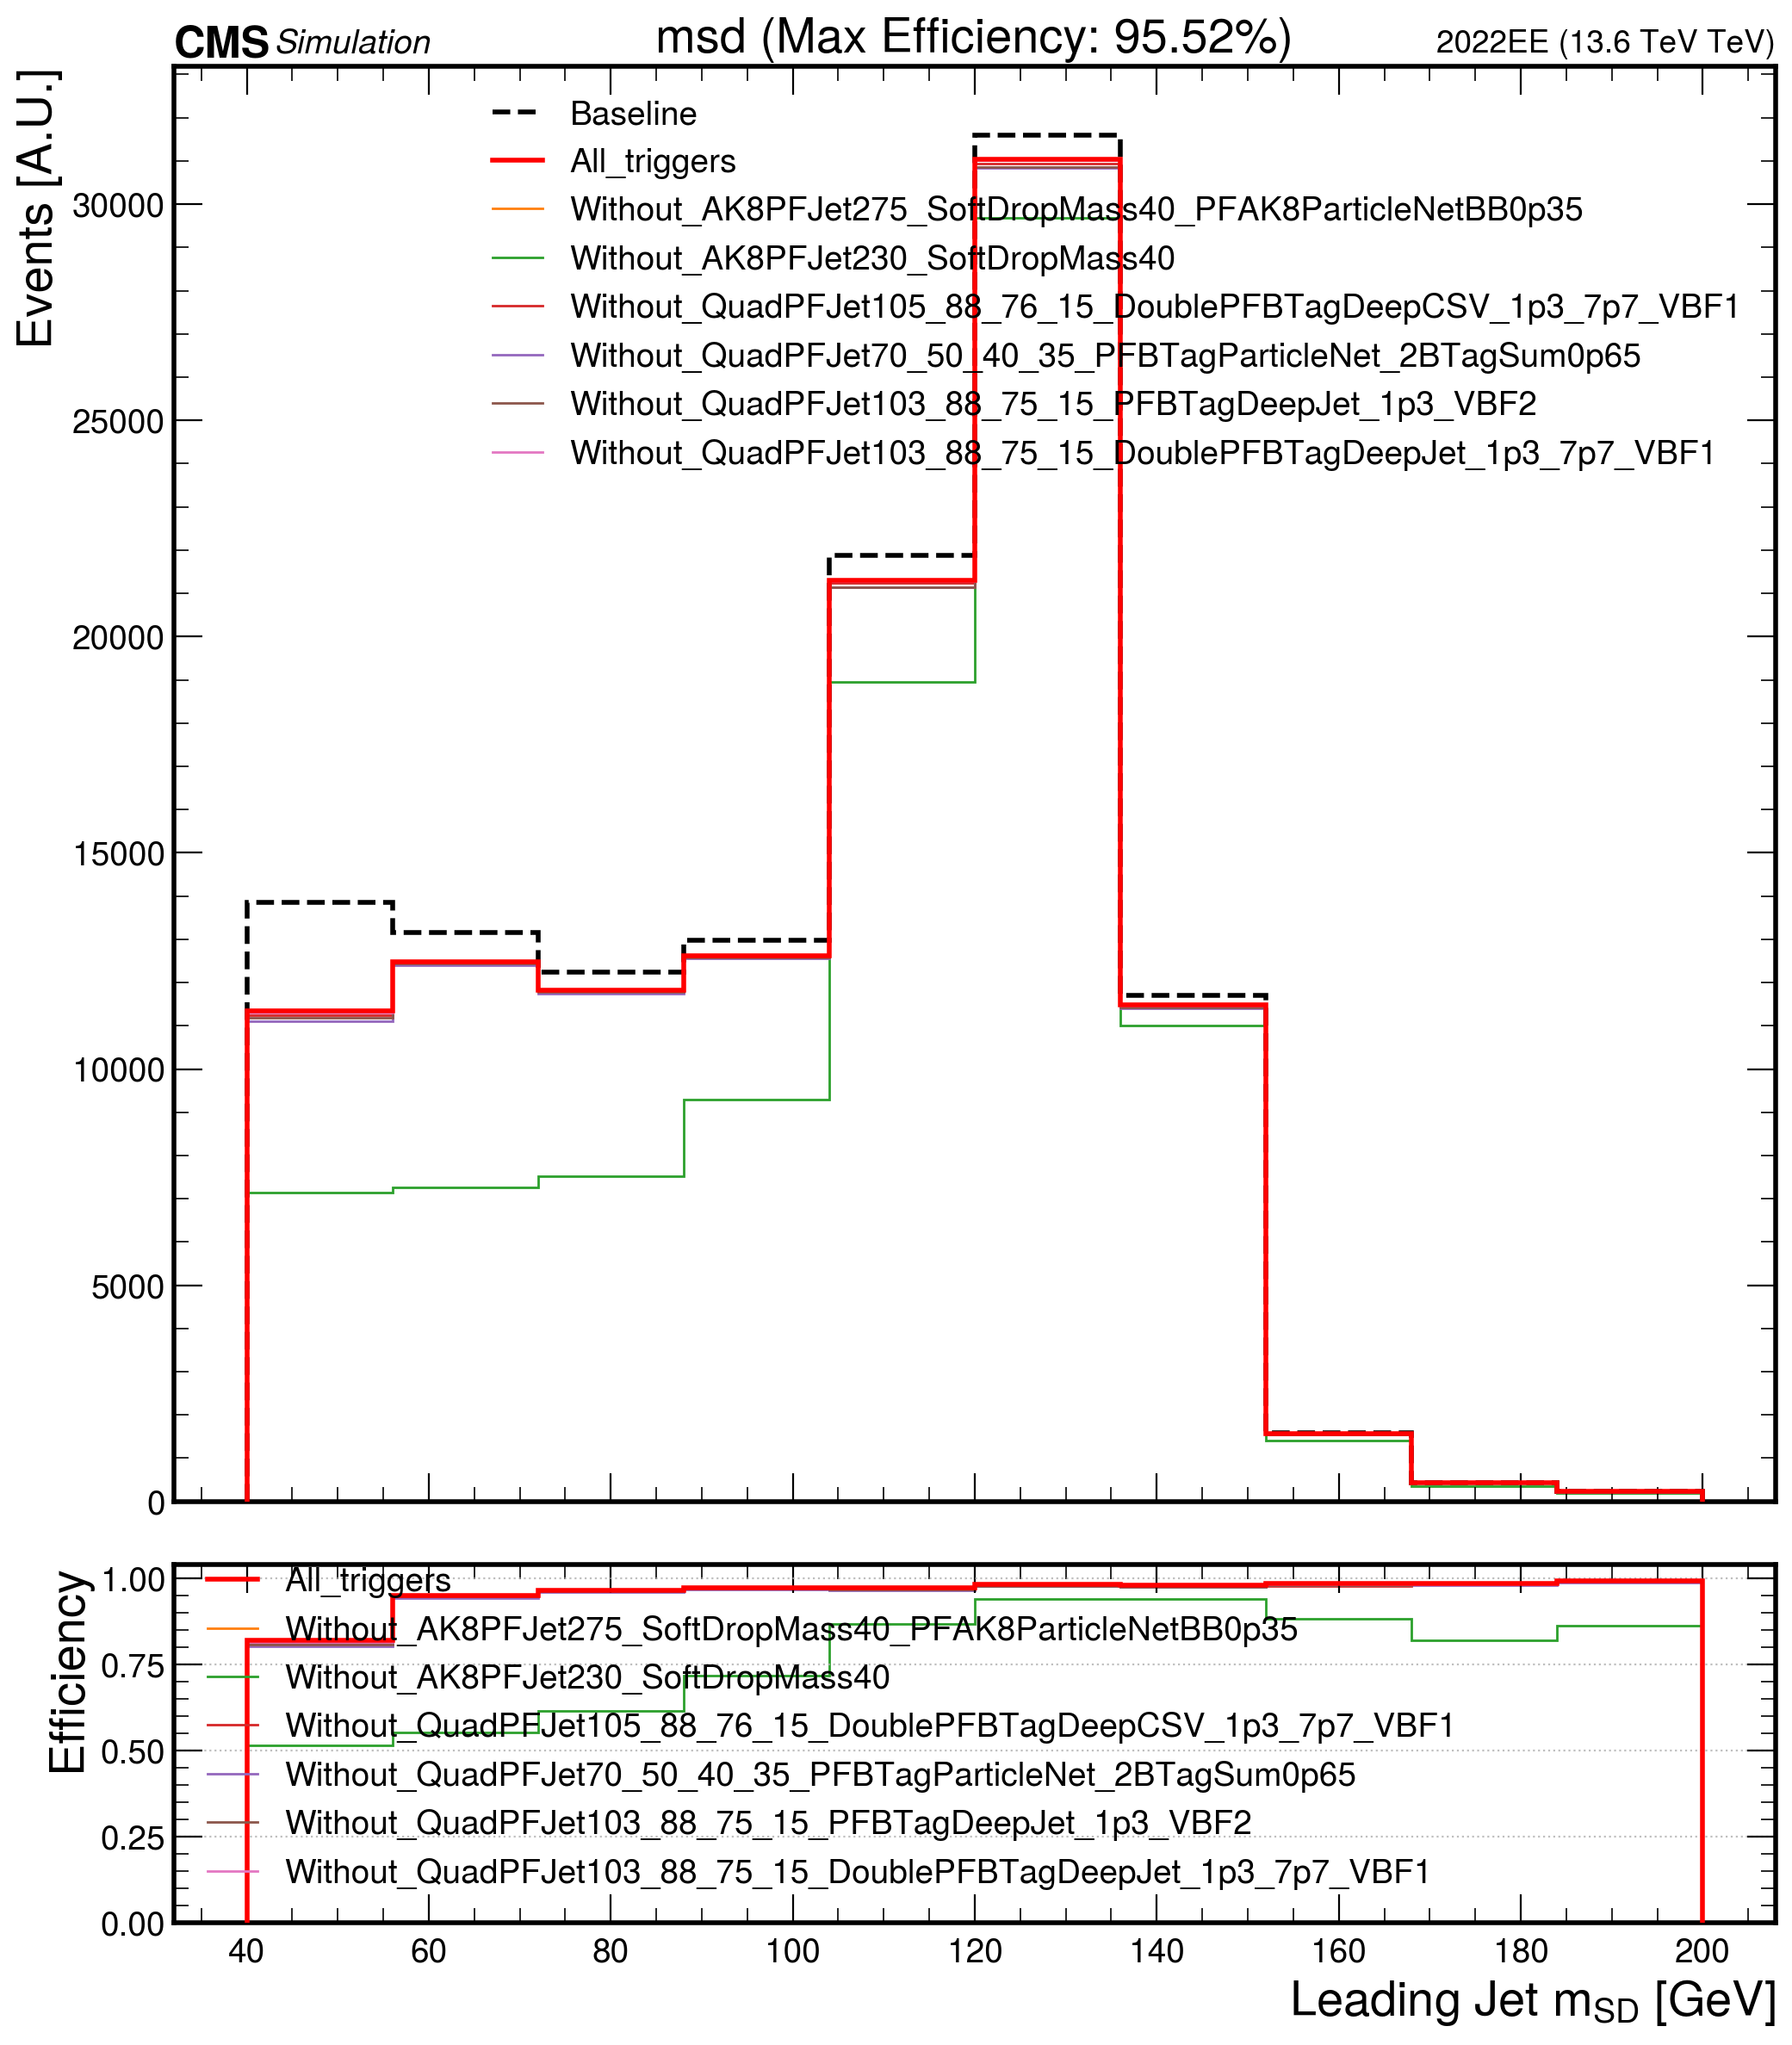 CMS Simulation msd (Max Efficiency: 95.52%) 2022EE (13.6 TeV TeV)
Events [A.U.]
Baseline
All_triggers
Without_AK8PFJet275_SoftDropMass40_PFAK8ParticleNetBB0p35
Without_AK8PFJet230_SoftDropMass40
Without_QuadPFJet105_88_76_15_DoublePFBTagDeepCSV_1p3_7p7_VBF1
Without_QuadPFJet70_50_40_35_PFBTagParticleNet_2BTagSum0p65
Without_QuadPFJet103_88_75_15_PFBTagDeepJet_1p3_VBF2
Without_QuadPFJet103_88_75_15_DoublePFBTagDeepJet_1p3_7p7_VBF1
30000
25000
20000
15000
10000
5000
0
Efficiency
1.00
0.75
0.50
0.25
0.00
All_triggers
Without_AK8PFJet275_SoftDropMass40_PFAK8ParticleNetBB0p35
Without_AK8PFJet230_SoftDropMass40
Without_QuadPFJet105_88_76_15_DoublePFBTagDeepCSV_1p3_7p7_VBF1
Without_QuadPFJet70_50_40_35_PFBTagParticleNet_2BTagSum0p65
Without_QuadPFJet103_88_75_15_PFBTagDeepJet_1p3_VBF2
Without_QuadPFJet103_88_75_15_DoublePFBTagDeepJet_1p3_7p7_VBF1
40 60 80 100 120 140 160 180 200
Leading Jet mSD [GeV]